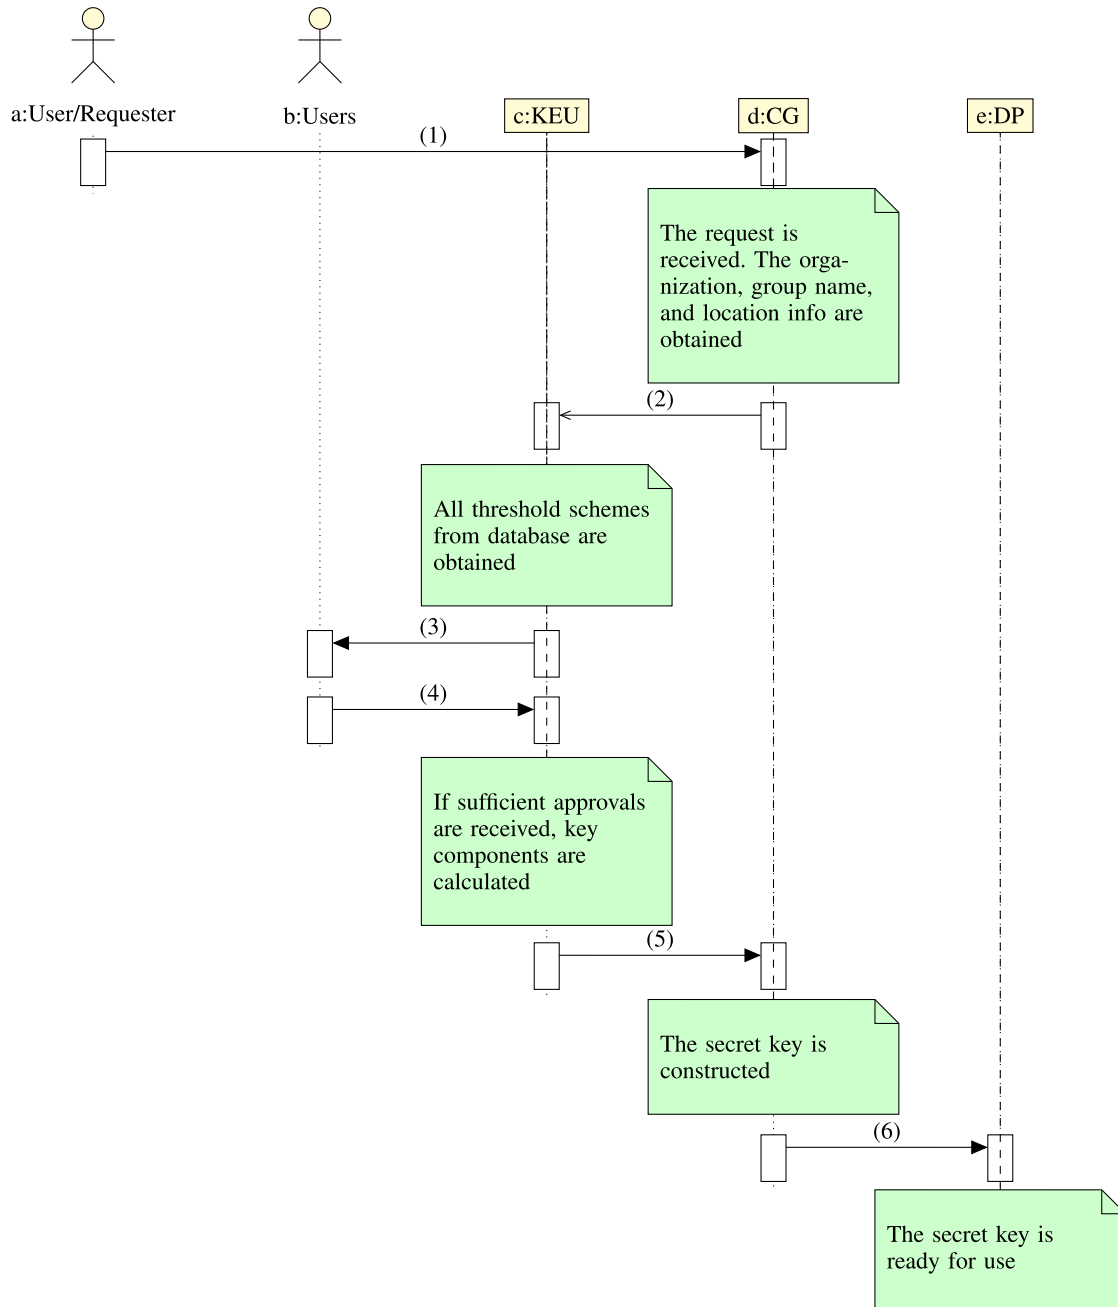 a:User/Requester
b:Users
c:KEU
d:CG
e:DP
(1)
The request is
received. The orga-
nization, group name,
and location info are
obtained
(2)
All threshold schemes
from database are
obtained
(3)
(4)
If sufficient approvals
are received, key
components are
calculated
(5)
The secret key is
constructed
(6)
The secret key is
ready for use